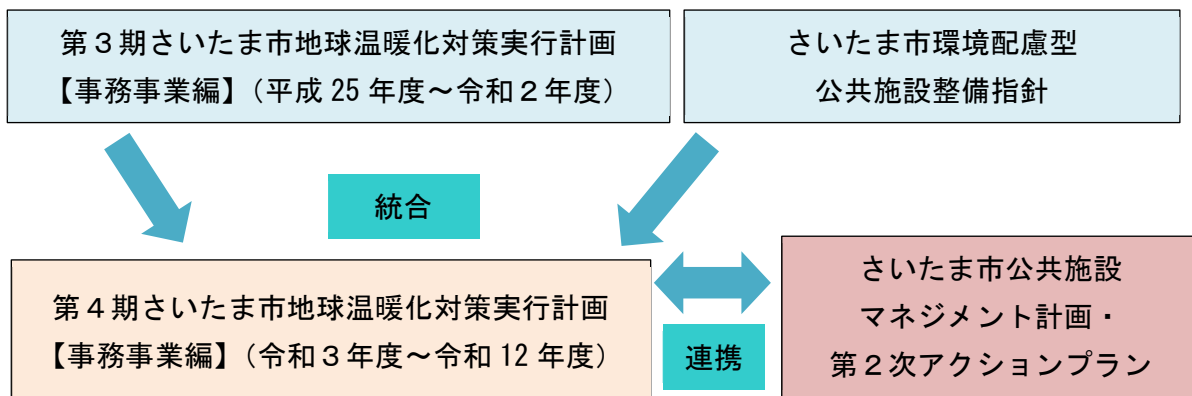 第３期さいたま市地球温暖化対策実行計画
【事務事業編】（平成 25 年度～令和２年度）
さいたま市環境配慮型
公共施設整備指針
統合
第４期さいたま市地球温暖化対策実行計画
【事務事業編】（令和３年度～令和 12 年度）
連携
さいたま市公共施設
マネジメント計画・
第２次アクションプラン